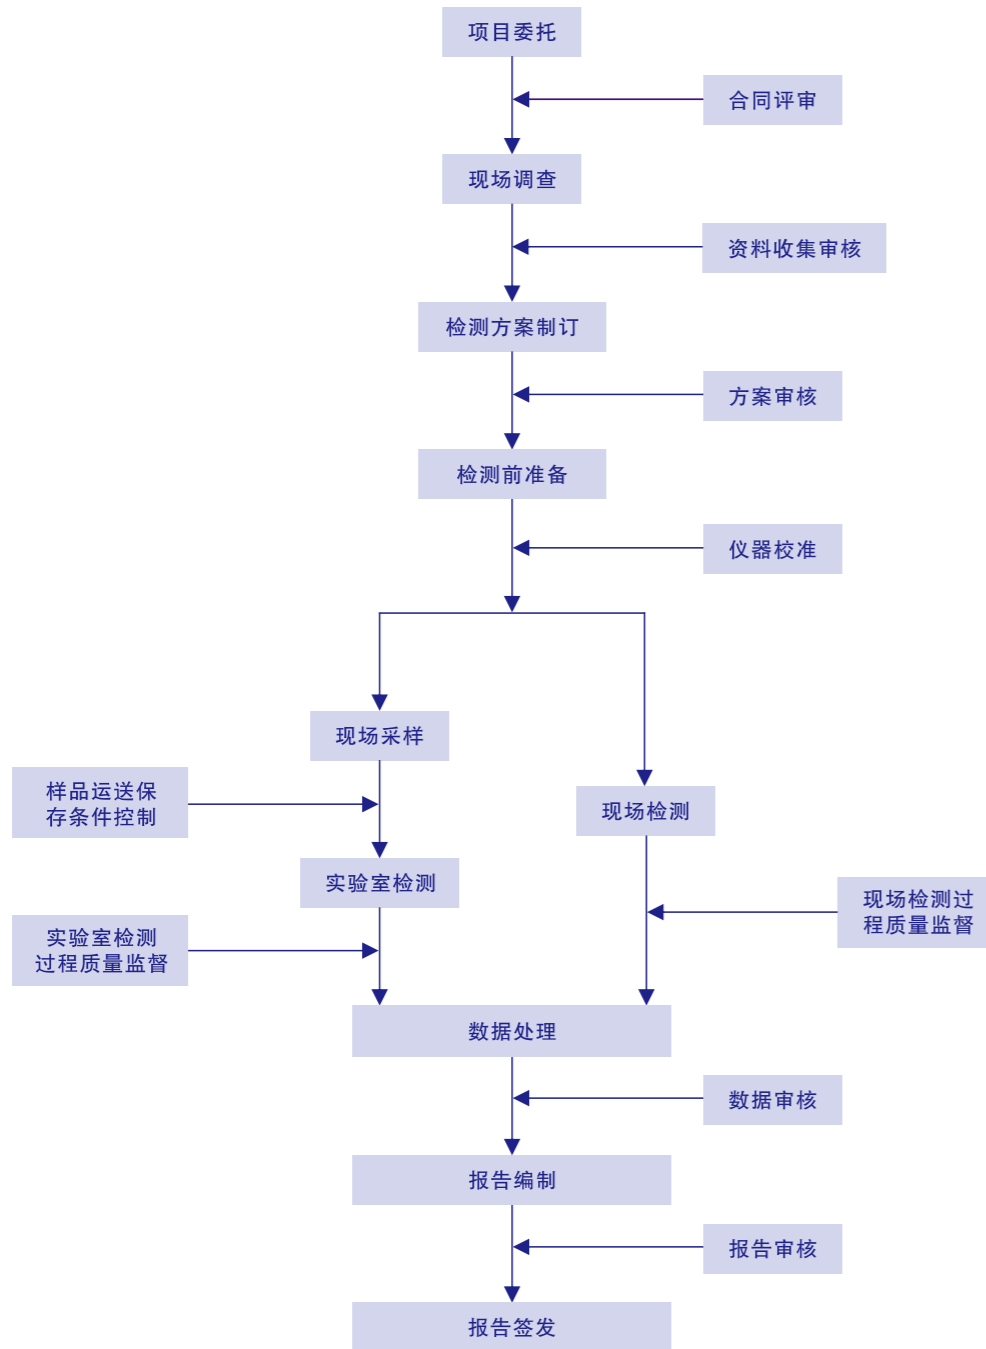 项目委托
合同评审
现场调查
资料收集审核
检测方案制订
方案审核
检测前准备
仪器校准
现场采样
样品运送保
存条件控制
现场检测
实验室检测
现场检测过
程质量监督
实验室检测
过程质量监督
数据处理
数据审核
报告编制
报告审核
报告签发